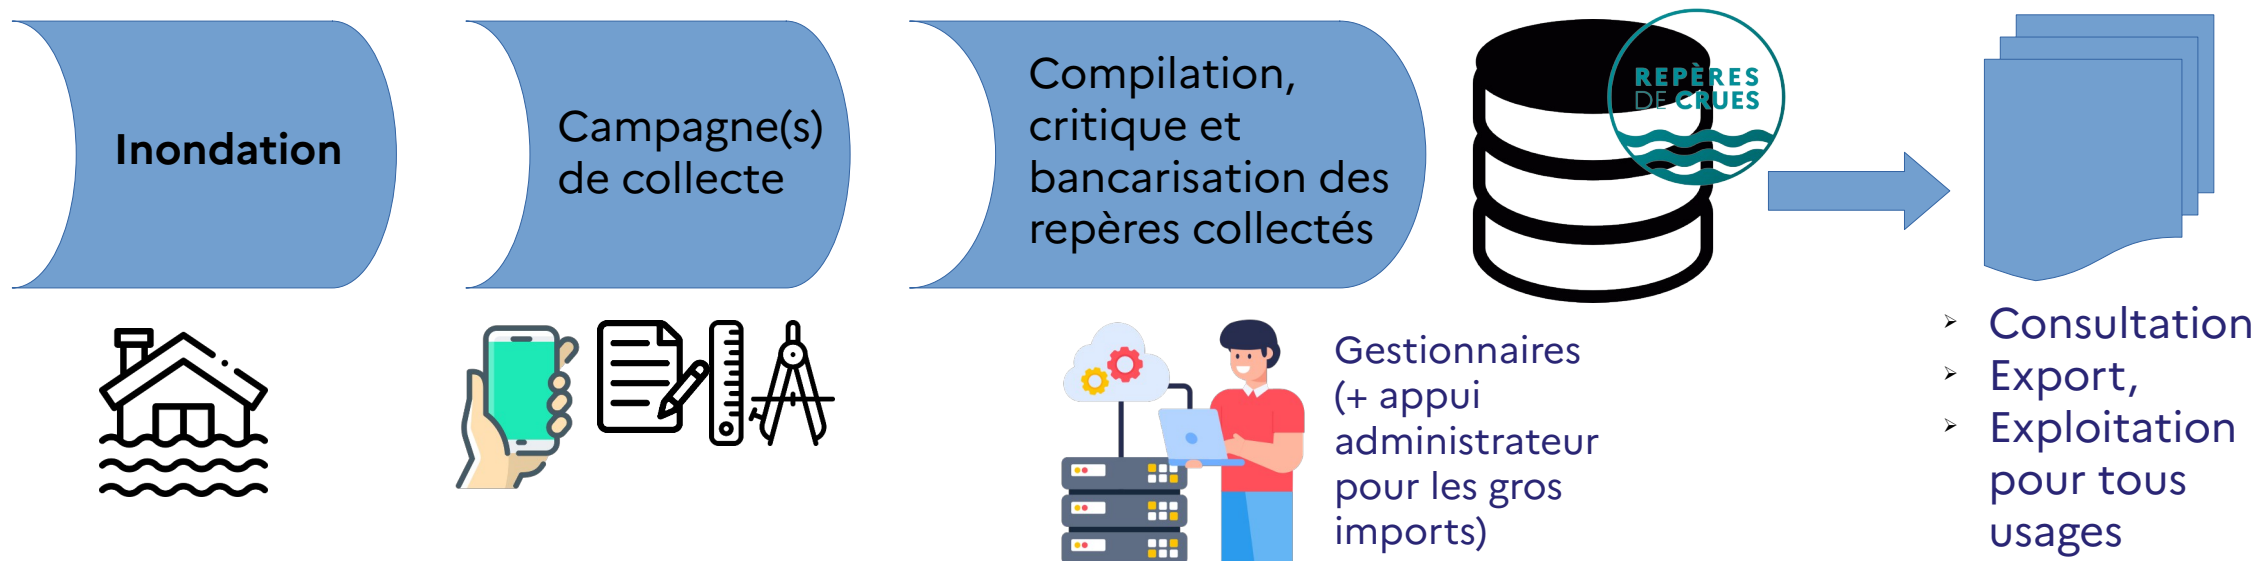 Inondation
Campagne(s)
de collecte
Compilation,
critique et
bancarisation des
repères collectés
REPÈRES
DE CRUES
Gestionnaires
(+ appui
administrateur
pour les gros
imports)
Consultation
Export,
Exploitation
pour tous
usages